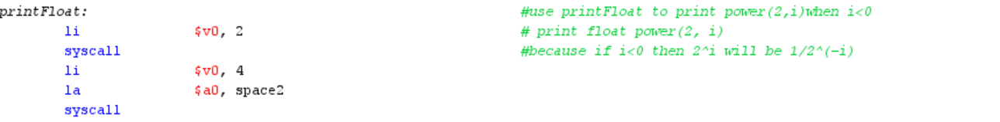 printFloat: #use printFloat to print power(2,i)when i<0
li $v0, 2 # print float power(2, i)
syscall #because if i<0 then 2^i will be 1/2^(-i)
li $v0, 4
la $a0, space2
syscall